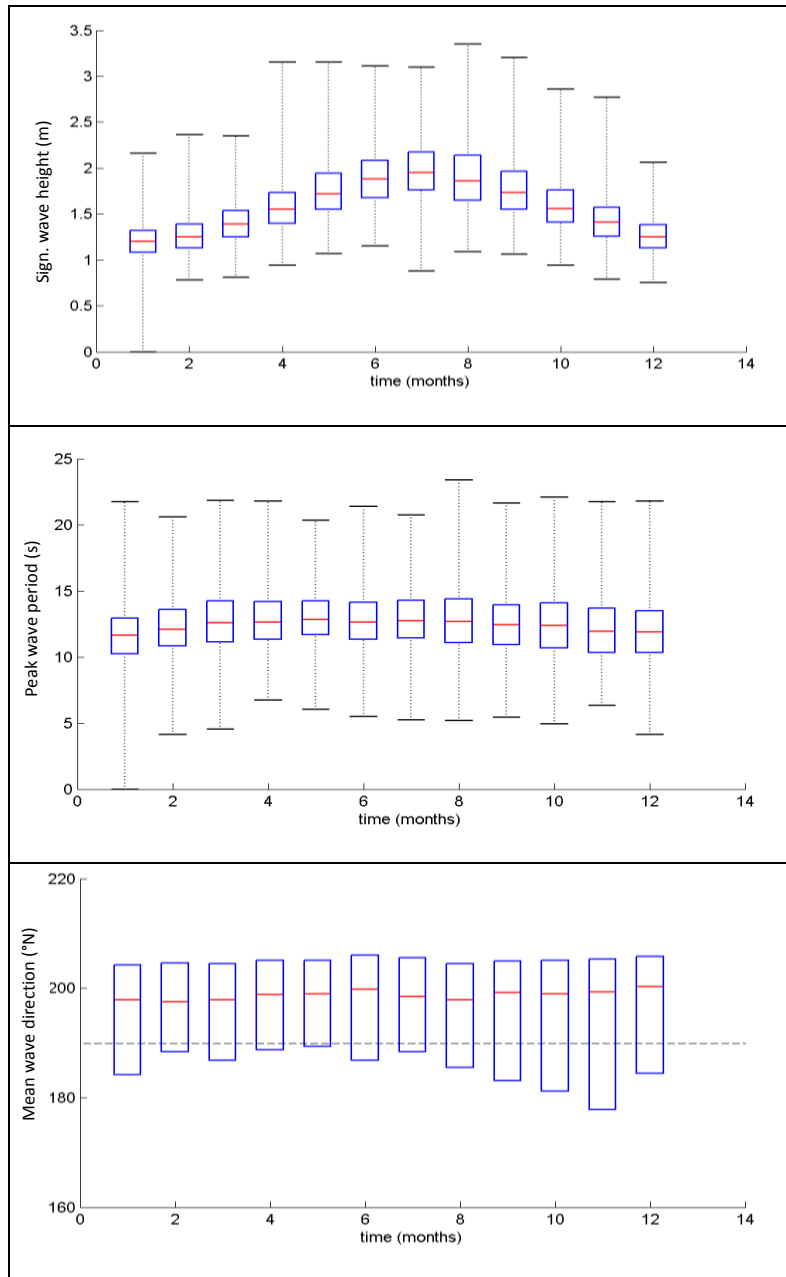 Sign. wave height (m)
3.5
3
2.5
2
1.5
1
0.5
0
0 2 4 6 8 10 12 14
time (months)
Peak wave period (s)
25
20
15
10
5
0
0 2 4 6 8 10 12 14
time (months)
Mean wave direction (°N)
220
200
180
160
0 2 4 6 8 10 12 14
time (months)